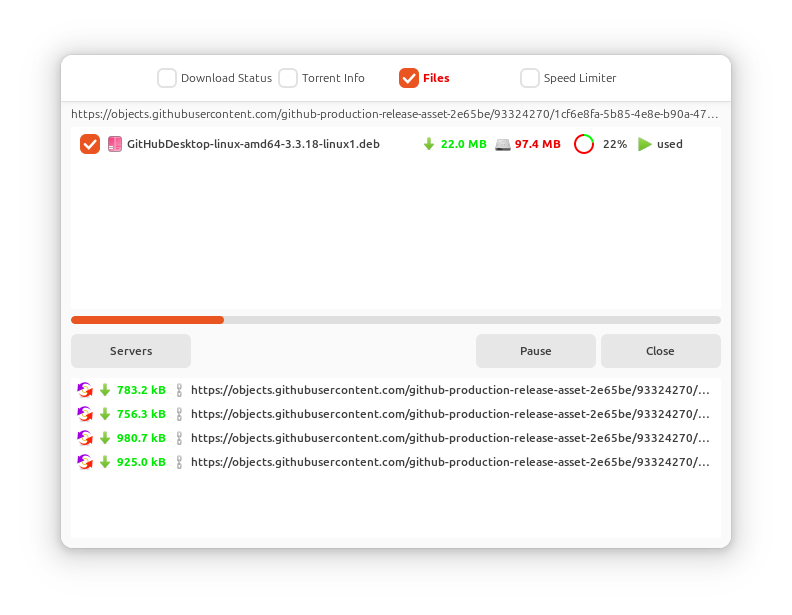 Download Status Torrent Info Files Speed Limiter
https://objects.githubusercontent.com/github-production-release-asset-2e65be/93324270/1cf6e8fa-5b85-4e8e-b90a-47...
GitHubDesktop-linux-amd64-3.3.18-linux1.deb 22.0 MB 97.4 MB 22% used
Servers Pause Close
783.2 kB https://objects.githubusercontent.com/github-production-release-asset-2e65be/93324270/...
756.3 kB https://objects.githubusercontent.com/github-production-release-asset-2e65be/93324270/...
980.7 kB https://objects.githubusercontent.com/github-production-release-asset-2e65be/93324270/...
925.0 kB https://objects.githubusercontent.com/github-production-release-asset-2e65be/93324270/...